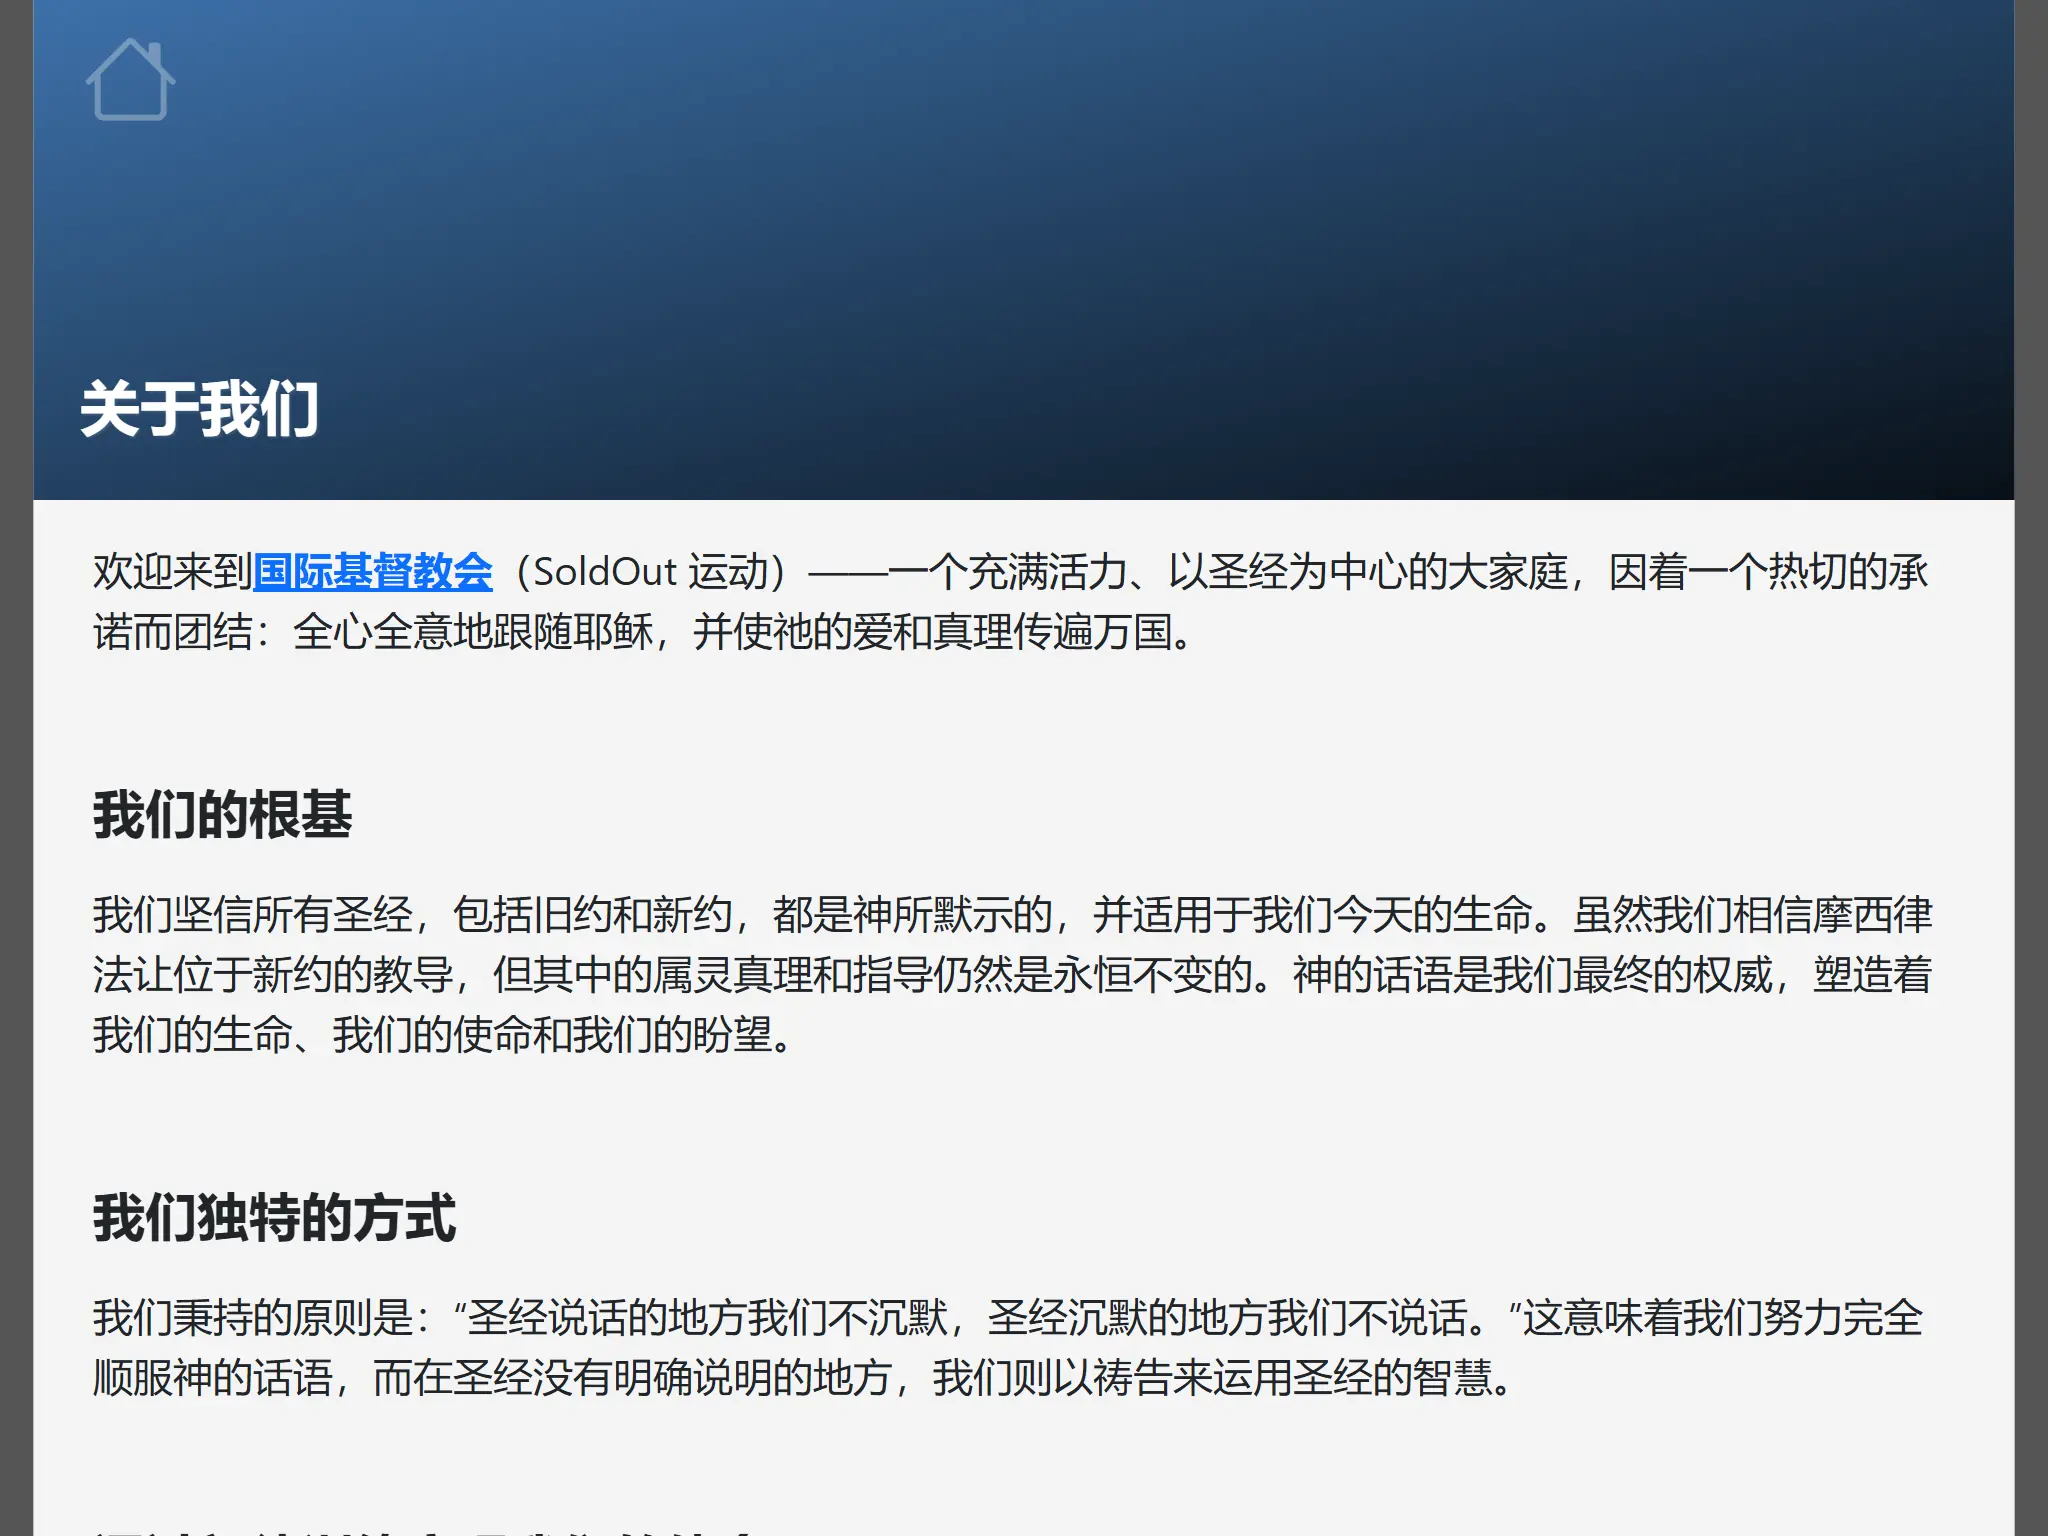 关于我们
欢迎来到国际基督教会（SoldOut 运动）——一个充满活力、以圣经为中心的大家庭，因着一个热切的承
诺而团结：全心全意地跟随耶稣，并使祂的爱和真理传遍万国。
我们的根基
我们坚信所有圣经，包括旧约和新约，都是神所默示的，并适用于我们今天的生命。虽然我们相信摩西律
法让位于新约的教导，但其中的属灵真理和指导仍然是永恒不变的。神的话语是我们最终的权威，塑造着
我们的生命、我们的使命和我们的盼望。
我们独特的方式
我们秉持的原则是：“圣经说话的地方我们不沉默，圣经沉默的地方我们不说话。”这意味着我们努力完全
顺服神的话语，而在圣经没有明确说明的地方，我们则以祷告来运用圣经的智慧。